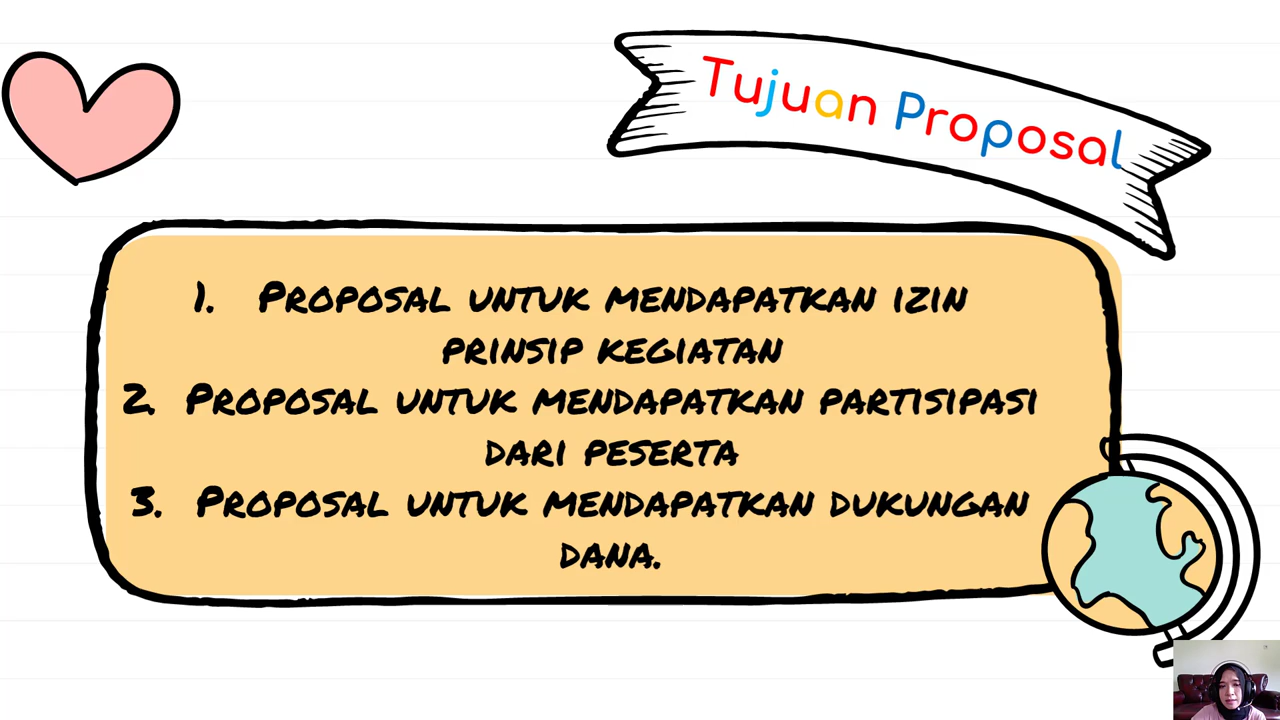 Tujuan Proposal
1. Proposal untuk mendapatkan izin
prinsip kegiatan
2. Proposal untuk mendapatkan partisipasi
dari peserta
3. Proposal untuk mendapatkan dukungan
dana.